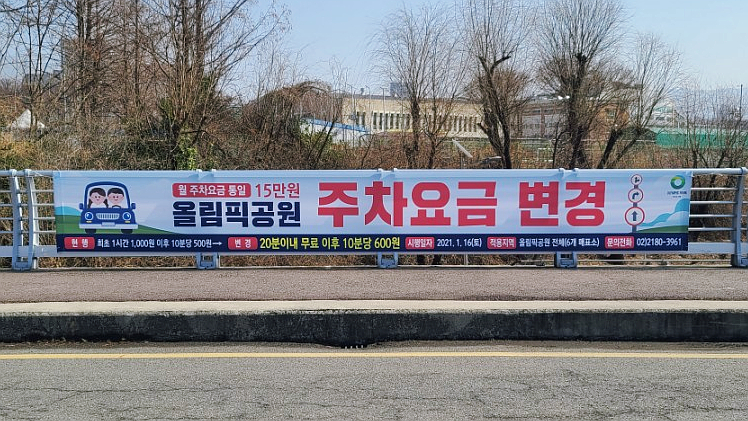 월 주차요금 통일 15만원
올림픽공원 주차요금 변경
현 행 최초 1시간 1,000원 이후 10분당 500원→ 변 경 20분이내 무료 이후 10분당 600원 시행일자 2021. 1. 16(토) 적용지역 올림픽공원 전체(6개 매표소) 문의전화 02)2180-3961